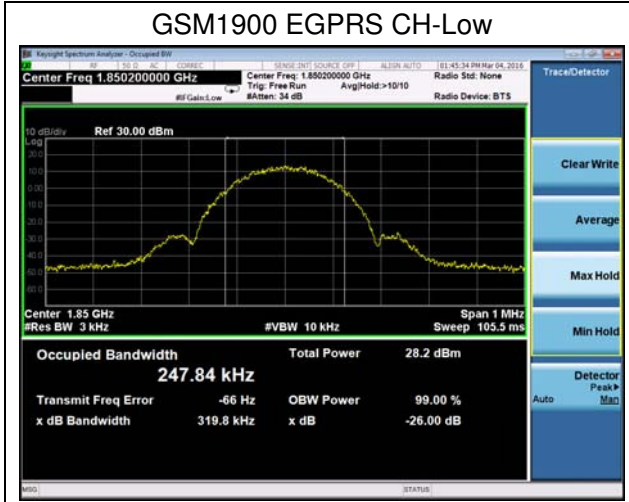 GSM1900 EGPRS CH-Low
Keysight Spectrum Analyzer - Occupied BW
RF 50 Ω AC CORREC SENSE:INT SOURCE OFF ALIGN AUTO 01:45:34 PM Mar 04, 2016
Center Freq 1.850200000 GHz Center Freq: 1.850200000 GHz Radio Std: None Trace/Detector
Trig: Free Run Avg|Hold:>10/10
#IFGain:Low #Atten: 34 dB Radio Device: BTS
10 dB/div Ref 30.00 dBm
Log
20.0
10.0
0.00
Clear Write
Average
Max Hold
Center 1.85 GHz Span 1 MHz
#Res BW 3 kHz #VBW 10 kHz Sweep 105.5 ms
Min Hold
Occupied Bandwidth Total Power 28.2 dBm
247.84 kHz
Detector
Peak▶
Auto Man
Transmit Freq Error -66 Hz OBW Power 99.00 %
x dB Bandwidth 319.8 kHz x dB -26.00 dB
MSG STATUS